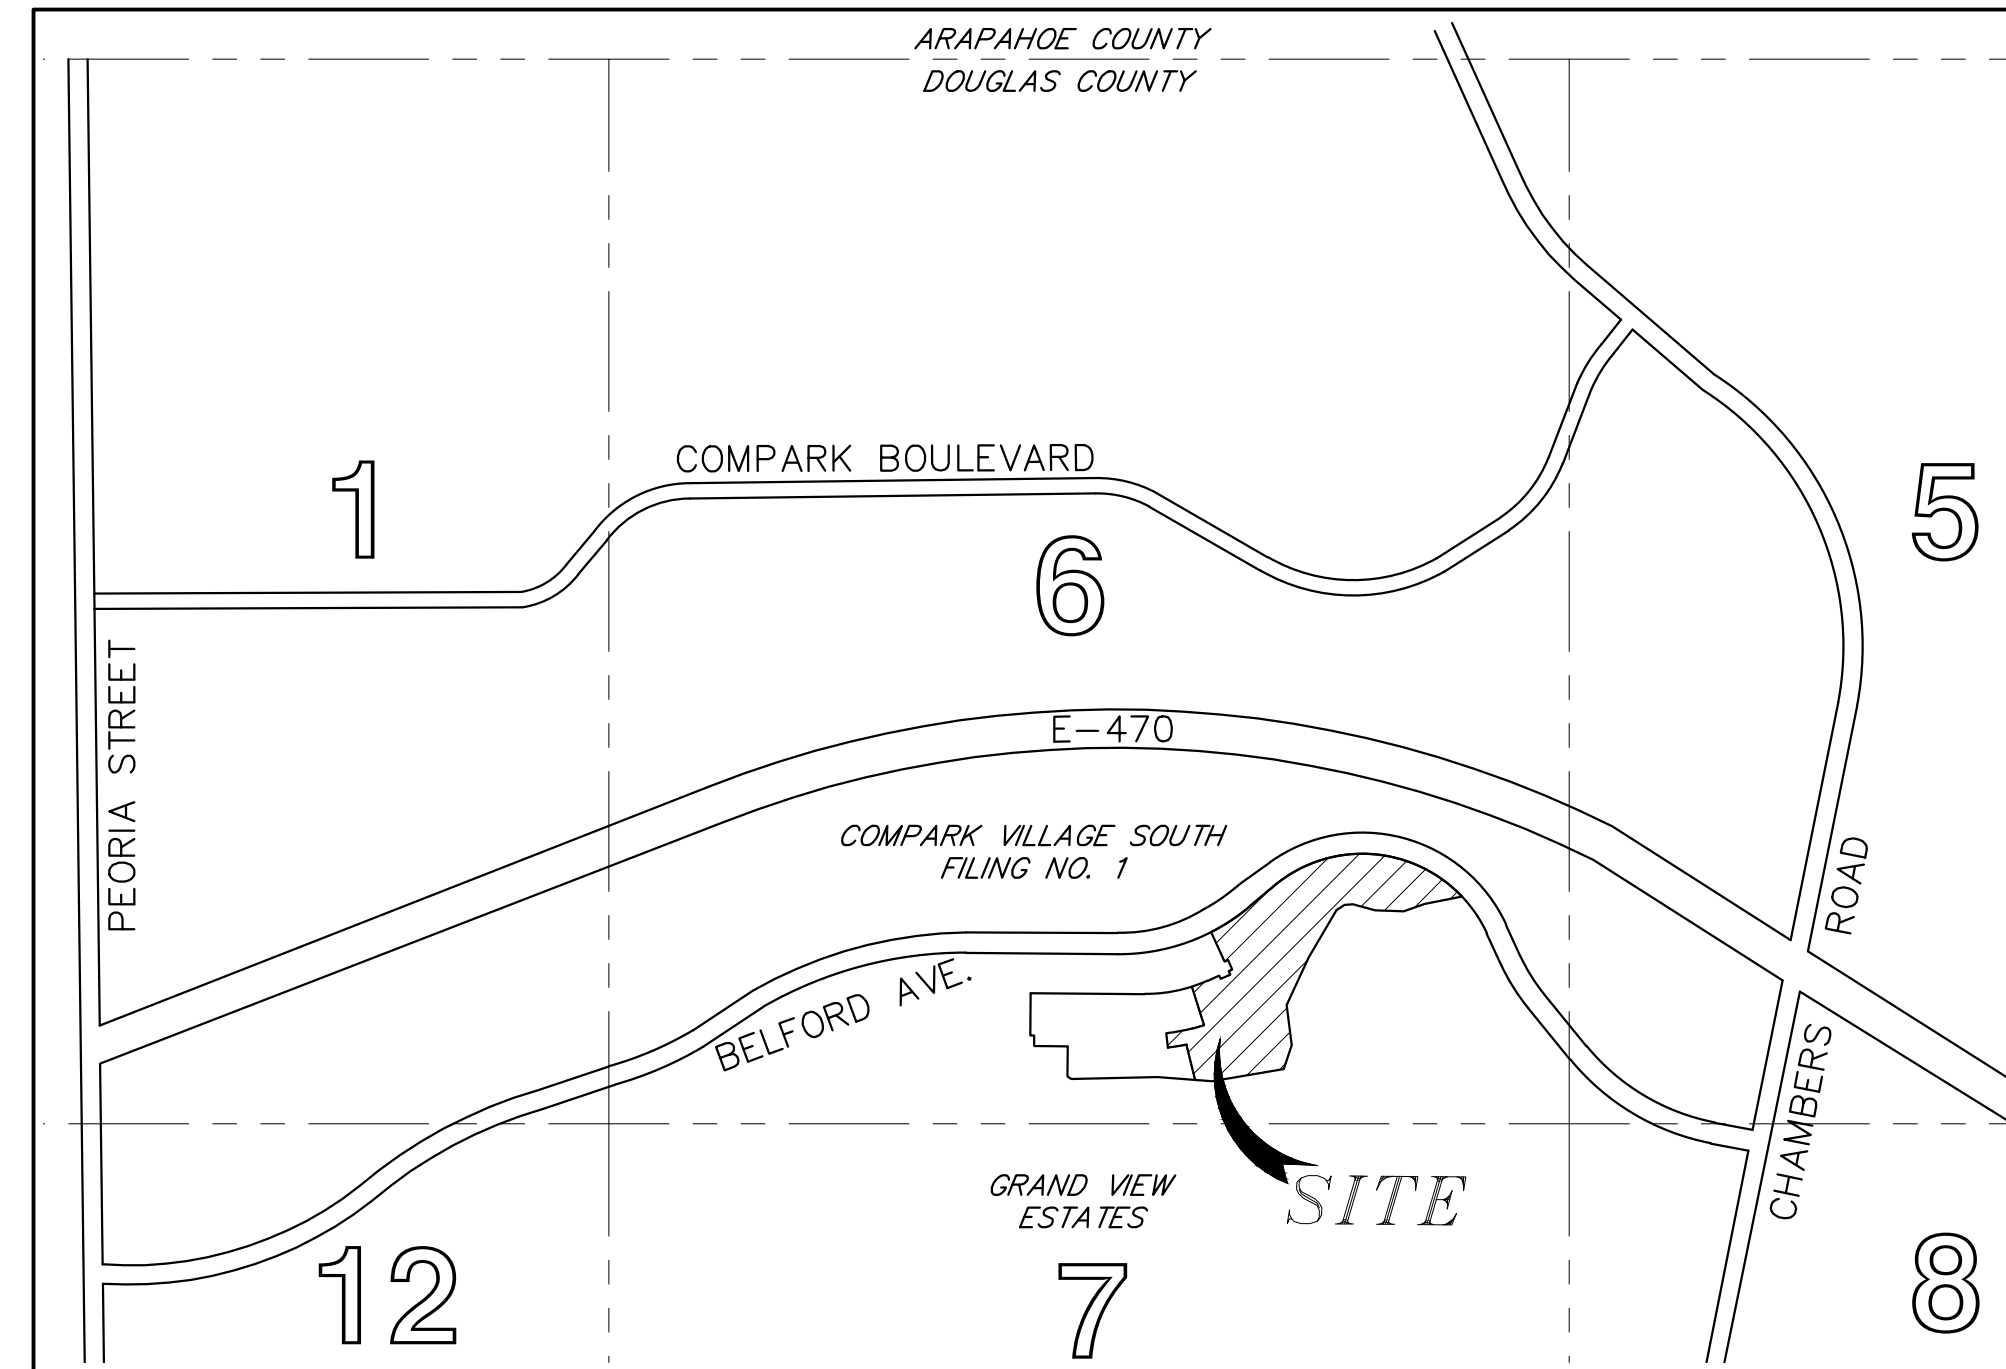 ARAPAHOE COUNTY
DOUGLAS COUNTY
COMPARK BOULEVARD
1
5
6
PEORIA STREET
E-470
COMPARK VILLAGE SOUTH
FILING NO. 1
ROAD
BELFORD AVE.
CHAMBERS
GRAND VIEW
ESTATES
SITE
12
7
8